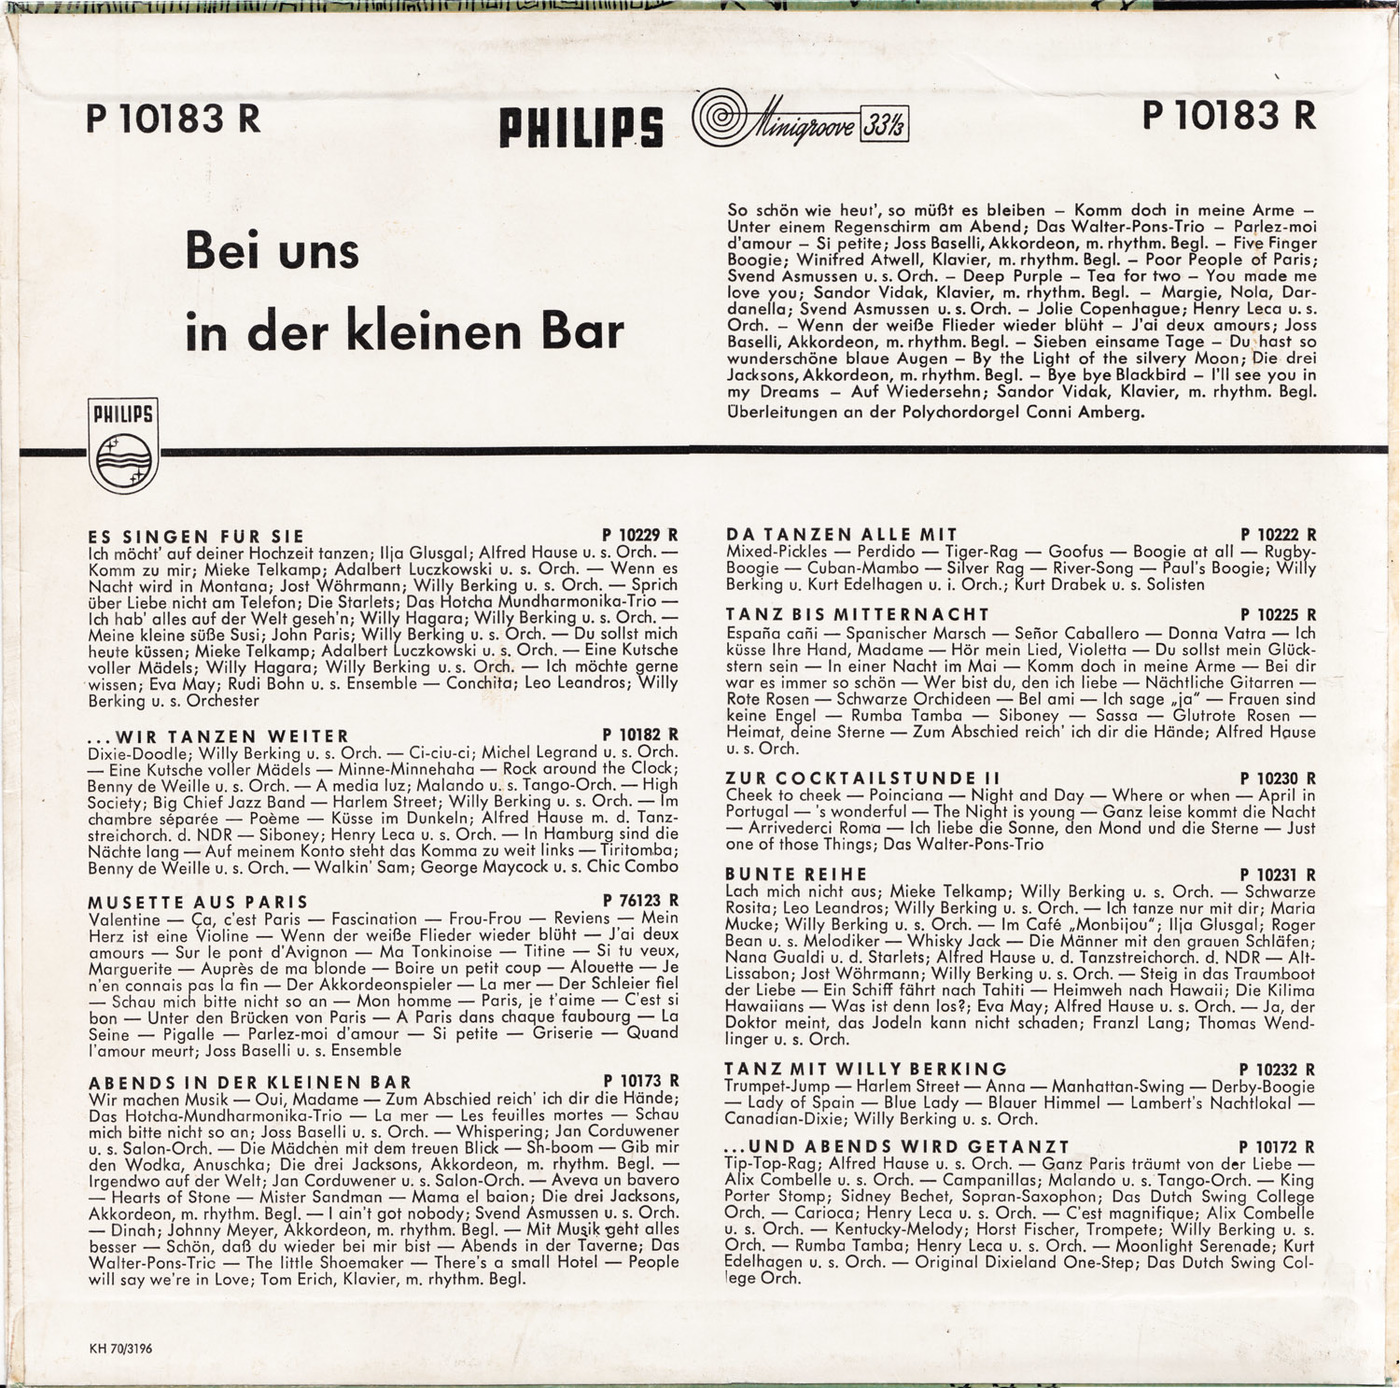 P 10183 R
PHILIPS
Minigroove 33⅓
P 10183 R
Bei uns
in der kleinen Bar
So schön wie heut', so müßt es bleiben – Komm doch in meine Arme –
Unter einem Regenschirm am Abend; Das Walter-Pons-Trio – Parlez-moi
d'amour – Si petite; Joss Baselli, Akkordeon, m. rhythm. Begl. – Five Finger
Boogie; Winifred Atwell, Klavier, m. rhythm. Begl. – Poor People of Paris;
Svend Asmussen u. s. Orch. – Deep Purple – Tea for two – You made me
love you; Sandor Vidak, Klavier, m. rhythm. Begl. – Margie, Nola, Dar-
danella; Svend Asmussen u. s. Orch. – Jolie Copenhague; Henry Leca u. s.
Orch. – Wenn der weiße Flieder wieder blüht – J'ai deux amours; Joss
Baselli, Akkordeon, m. rhythm. Begl. – Sieben einsame Tage – Du hast so
wunderschöne blaue Augen – By the Light of the silvery Moon; Die drei
Jacksons, Akkordeon, m. rhythm. Begl. – Bye bye Blackbird – I'll see you in
my Dreams – Auf Wiedersehn; Sandor Vidak, Klavier, m. rhythm. Begl.
Überleitungen an der Polychordorgel Conni Amberg.
PHILIPS
ES SINGEN FÜR SIE P 10229 R
Ich möcht' auf deiner Hochzeit tanzen; Ilja Glusgal; Alfred Hause u. s. Orch. —
Komm zu mir; Mieke Telkamp; Adalbert Luczkowski u. s. Orch. — Wenn es
Nacht wird in Montana; Jost Wöhrmann; Willy Berking u. s. Orch. — Sprich
über Liebe nicht am Telefon; Die Starlets; Das Hotcha Mundharmonika-Trio —
Ich hab' alles auf der Welt geseh'n; Willy Hagara; Willy Berking u. s. Orch. —
Meine kleine süße Susi; John Paris; Willy Berking u. s. Orch. — Du sollst mich
heute küssen; Mieke Telkamp; Adalbert Luczkowski u. s. Orch. — Eine Kutsche
voller Mädels; Willy Hagara; Willy Berking u. s. Orch. — Ich möchte gerne
wissen; Eva May; Rudi Bohn u. s. Ensemble — Conchita; Leo Leandros; Willy
Berking u. s. Orchester
...WIR TANZEN WEITER P 10182 R
Dixie-Doodle; Willy Berking u. s. Orch. — Ci-ciu-ci; Michel Legrand u. s. Orch.
— Eine Kutsche voller Mädels — Minne-Minnehaha — Rock around the Clock;
Benny de Weille u. s. Orch. — A media luz; Malando u. s. Tango-Orch. — High
Society; Big Chief Jazz Band — Harlem Street; Willy Berking u. s. Orch. — Im
chambre séparée — Poème — Küsse im Dunkeln; Alfred Hause m. d. Tanz-
streichorch. d. NDR — Siboney; Henry Leca u. s. Orch. — In Hamburg sind die
Nächte lang — Auf meinem Konto steht das Komma zu weit links — Tiritomba;
Benny de Weille u. s. Orch. — Walkin' Sam; George Maycock u. s. Chic Combo
MUSETTE AUS PARIS P 76123 R
Valentine — Ça, c'est Paris — Fascination — Frou-Frou — Reviens — Mein
Herz ist eine Violine — Wenn der weiße Flieder wieder blüht — J'ai deux
amours — Sur le pont d'Avignon — Ma Tonkinoise — Titine — Si tu veux,
Marguerite — Auprès de ma blonde — Boire un petit coup — Alouette — Je
n'en connais pas la fin — Der Akkordeonspieler — La mer — Der Schleier fiel
— Schau mich bitte nicht so an — Mon homme — Paris, je t'aime — C'est si
bon — Unter den Brücken von Paris — A Paris dans chaque faubourg — La
Seine — Pigalle — Parlez-moi d'amour — Si petite — Griserie — Quand
l'amour meurt; Joss Baselli u. s. Ensemble
ABENDS IN DER KLEINEN BAR P 10173 R
Wir machen Musik — Oui, Madame — Zum Abschied reich' ich dir die Hände;
Das Hotcha-Mundharmonika-Trio — La mer — Les feuilles mortes — Schau
mich bitte nicht so an; Joss Baselli u. s. Orch. — Whispering; Jan Corduwener
u. s. Salon-Orch. — Die Mädchen mit dem treuen Blick — Sh-boom — Gib mir
den Wodka, Anuschka; Die drei Jacksons, Akkordeon, m. rhythm. Begl. —
Irgendwo auf der Welt; Jan Corduwener u. s. Salon-Orch. — Aveva un bavero
— Hearts of Stone — Mister Sandman — Mama el baion; Die drei Jacksons,
Akkordeon, m. rhythm. Begl. — I ain't got nobody; Svend Asmussen u. s. Orch.
— Dinah; Johnny Meyer, Akkordeon, m. rhythm. Begl. — Mit Musik geht alles
besser — Schön, daß du wieder bei mir bist — Abends in der Taverne; Das
Walter-Pons-Trio — The little Shoemaker — There's a small Hotel — People
will say we're in Love; Tom Erich, Klavier, m. rhythm. Begl.
KH 70/3196
DA TANZEN ALLE MIT P 10222 R
Mixed-Pickles — Perdido — Tiger-Rag — Goofus — Boogie at all — Rugby-
Boogie — Cuban-Mambo — Silver Rag — River-Song — Paul's Boogie; Willy
Berking u. Kurt Edelhagen u. i. Orch.; Kurt Drabek u. s. Solisten
TANZ BIS MITTERNACHT P 10225 R
España cañi — Spanischer Marsch — Señor Caballero — Donna Vatra — Ich
küsse Ihre Hand, Madame — Hör mein Lied, Violetta — Du sollst mein Glück-
stern sein — In einer Nacht im Mai — Komm doch in meine Arme — Bei dir
war es immer so schön — Wer bist du, den ich liebe — Nächtliche Gitarren —
Rote Rosen — Schwarze Orchideen — Bel ami — Ich sage „ja“ — Frauen sind
keine Engel — Rumba Tamba — Siboney — Sassa — Glutrote Rosen —
Heimat, deine Sterne — Zum Abschied reich' ich dir die Hände; Alfred Hause
u. s. Orch.
ZUR COCKTAILSTUNDE II P 10230 R
Cheek to cheek — Poinciana — Night and Day — Where or when — April in
Portugal — 's wonderful — The Night is young — Ganz leise kommt die Nacht
— Arrivederci Roma — Ich liebe die Sonne, den Mond und die Sterne — Just
one of those Things; Das Walter-Pons-Trio
BUNTE REIHE P 10231 R
Lach mich nicht aus; Mieke Telkamp; Willy Berking u. s. Orch. — Schwarze
Rosita; Leo Leandros; Willy Berking u. s. Orch. — Ich tanze nur mit dir; Maria
Mucke; Willy Berking u. s. Orch. — Im Café „Monbijou“; Ilja Glusgal; Roger
Bean u. s. Melodiker — Whisky Jack — Die Männer mit den grauen Schläfen;
Nana Gualdi u. d. Starlets; Alfred Hause u. d. Tanzstreichorch. d. NDR — Alt-
Lissabon; Jost Wöhrmann; Willy Berking u. s. Orch. — Steig in das Traumboot
der Liebe — Ein Schiff fährt nach Tahiti — Heimweh nach Hawaii; Die Kilima
Hawaiians — Was ist denn los?; Eva May; Alfred Hause u. s. Orch. — Ja, der
Doktor meint, das Jodeln kann nicht schaden; Franzl Lang; Thomas Wend-
linger u. s. Orch.
TANZ MIT WILLY BERKING P 10232 R
Trumpet-Jump — Harlem Street — Anna — Manhattan-Swing — Derby-Boogie
— Lady of Spain — Blue Lady — Blauer Himmel — Lambert's Nachtlokal —
Canadian-Dixie; Willy Berking u. s. Orch.
...UND ABENDS WIRD GETANZT P 10172 R
Tip-Top-Rag; Alfred Hause u. s. Orch. — Ganz Paris träumt von der Liebe —
Alix Combelle u. s. Orch. — Campanillas; Malando u. s. Tango-Orch. — King
Porter Stomp; Sidney Bechet, Sopran-Saxophon; Das Dutch Swing College
Orch. — Carioca; Henry Leca u. s. Orch. — C'est magnifique; Alix Combelle
u. s. Orch. — Kentucky-Melody; Horst Fischer, Trompete; Willy Berking u. s.
Orch. — Rumba Tamba; Henry Leca u. s. Orch. — Moonlight Serenade; Kurt
Edelhagen u. s. Orch. — Original Dixieland One-Step; Das Dutch Swing Col-
lege Orch.